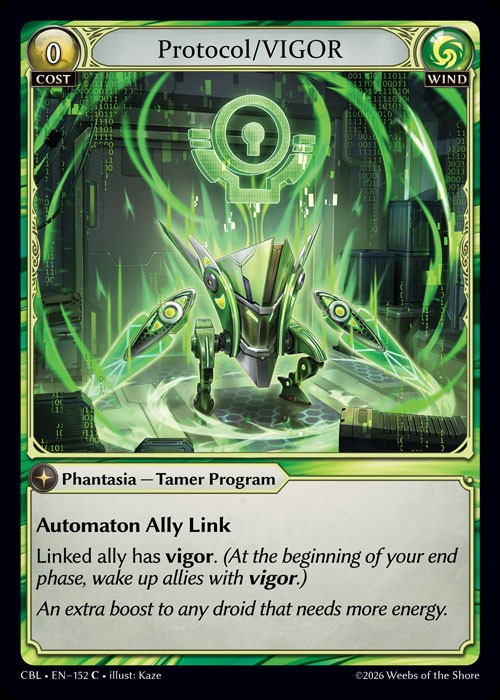 0
COST
Protocol/VIGOR
WIND
Phantasia — Tamer Program
Automaton Ally Link
Linked ally has vigor. (At the beginning of your end
phase, wake up allies with vigor.)
An extra boost to any droid that needs more energy.
CBL • EN-152 C • illust: Kaze
©2026 Weebs of the Shore